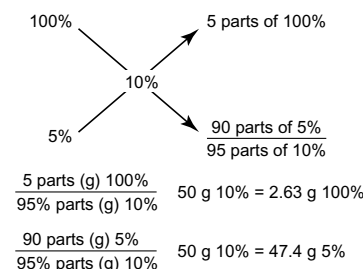 100%
5 parts of 100%
10%
5%
90 parts of 5%
95 parts of 10%
5 parts (g) 100%
95% parts (g) 10%
50 g 10% = 2.63 g 100%
90 parts (g) 5%
95% parts (g) 10%
50 g 10% = 47.4 g 5%